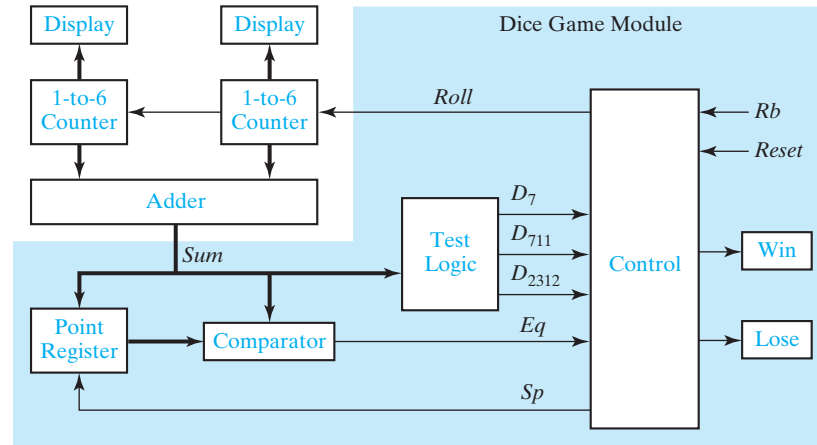 Display
Display
Dice Game Module
1-to-6
Counter
1-to-6
Counter
Roll
Rb
Reset
Adder
Sum
Test
Logic
D7
D711
D2312
Control
Win
Point
Register
Comparator
Eq
Lose
Sp